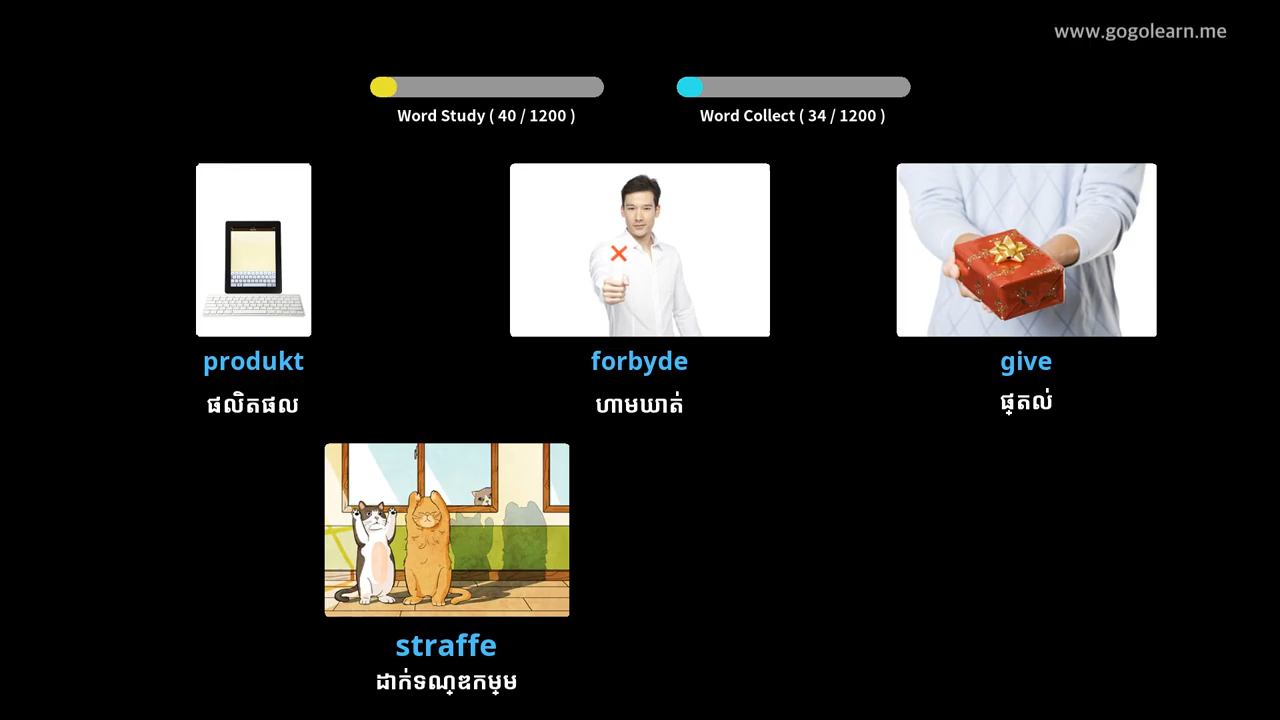 www.gogolearn.me
Word Study ( 40 / 1200 )
Word Collect ( 34 / 1200 )
produkt
forbyde
give
ផលិតផល
ហាមឃាត់
ផ្តល់
straffe
ដាក់ទណ្ឌកម្ម